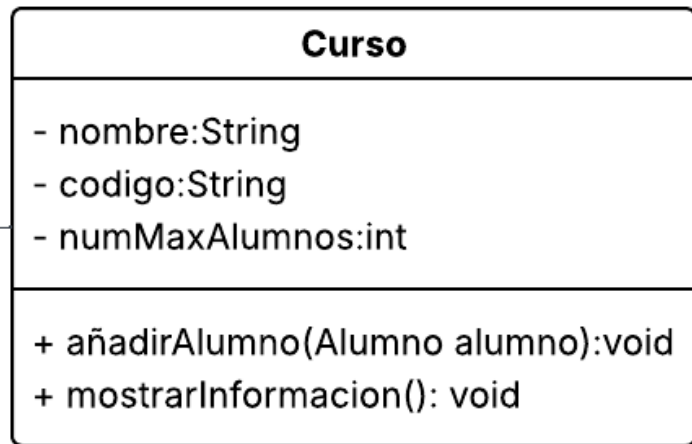 Curso
- nombre:String
- codigo:String
- numMaxAlumnos:int
+ añadirAlumno(Alumno alumno):void
+ mostrarInformacion(): void